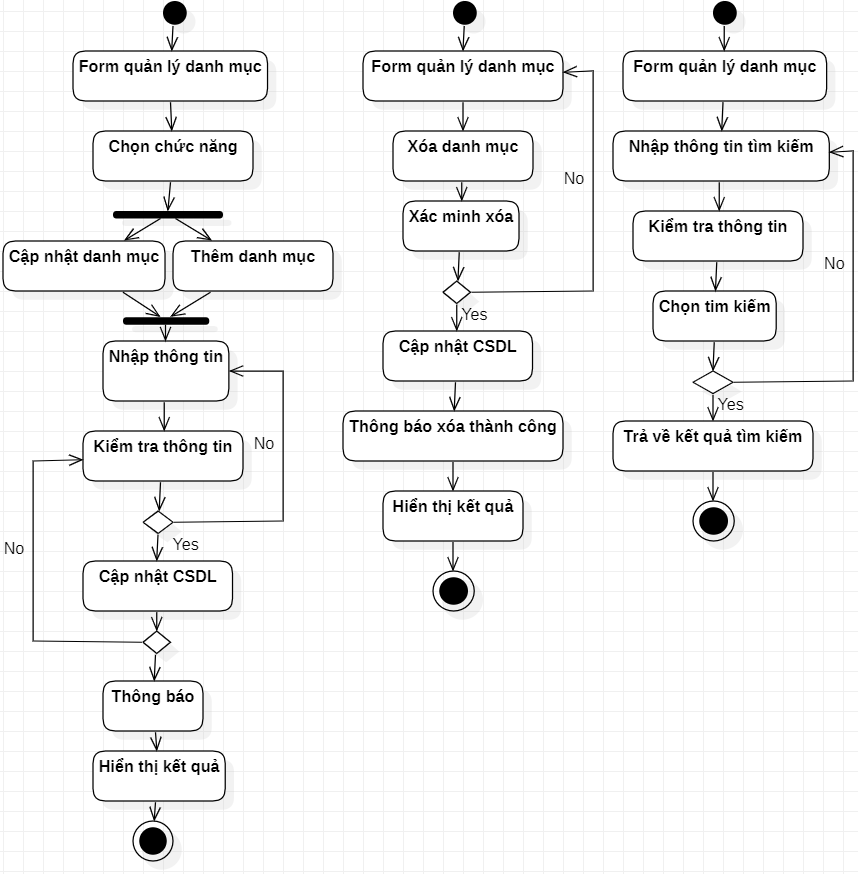 Form quản lý danh mục
Chọn chức năng
Cập nhật danh mục
Thêm danh mục
Nhập thông tin
Kiểm tra thông tin
No
Yes
No
Cập nhật CSDL
Thông báo
Hiển thị kết quả
Form quản lý danh mục
Xóa danh mục
No
Xác minh xóa
Yes
Cập nhật CSDL
Thông báo xóa thành công
Hiển thị kết quả
Form quản lý danh mục
Nhập thông tin tìm kiếm
Kiểm tra thông tin
No
Chọn tìm kiếm
Yes
Trả về kết quả tìm kiếm